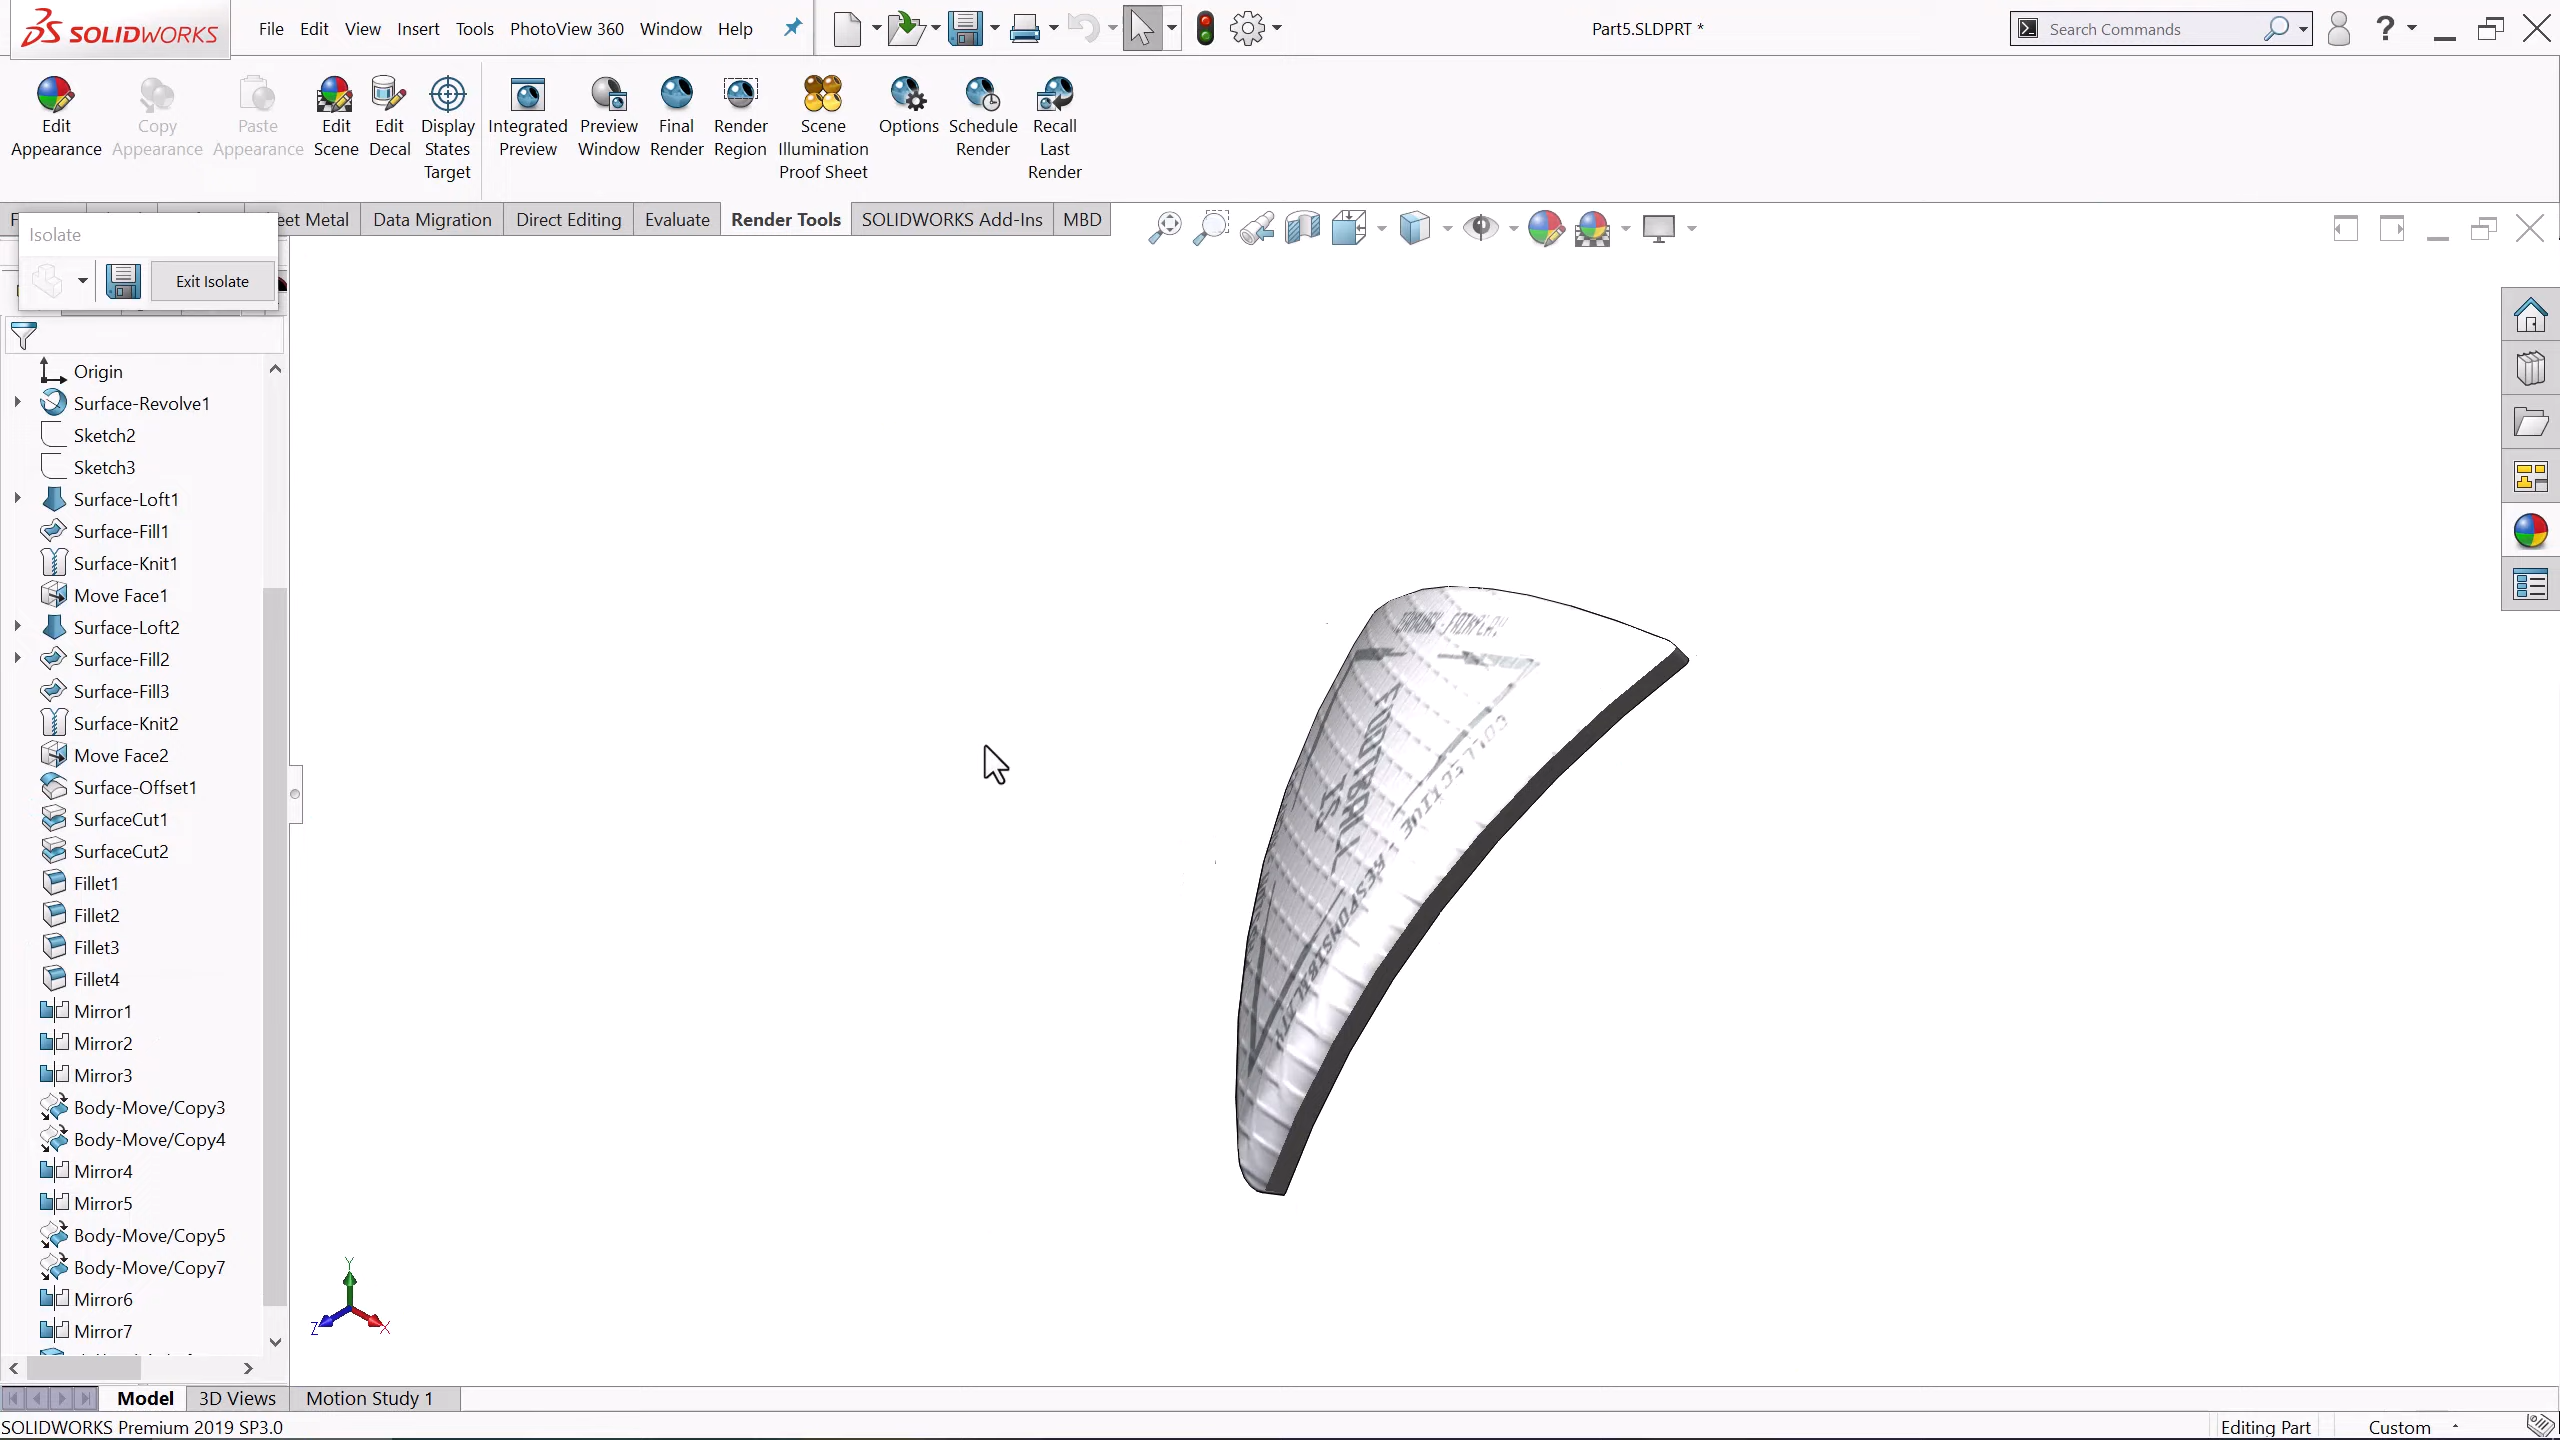 SOLIDWORKS File Edit View Insert Tools PhotoView 360 Window Help Part5.SLDPRT * Search Commands
Edit Appearance
Copy Appearance
Paste Appearance
Edit Scene
Edit Decal
Display States Target
Integrated Preview
Preview Window
Final Render
Render Region
Scene Illumination Proof Sheet
Options
Schedule Render
Recall Last Render
F eet Metal Data Migration Direct Editing Evaluate Render Tools SOLIDWORKS Add-Ins MBD
Isolate
Exit Isolate
Origin
Surface-Revolve1
Sketch2
Sketch3
Surface-Loft1
Surface-Fill1
Surface-Knit1
Move Face1
Surface-Loft2
Surface-Fill2
Surface-Fill3
Surface-Knit2
Move Face2
Surface-Offset1
SurfaceCut1
SurfaceCut2
Fillet1
Fillet2
Fillet3
Fillet4
Mirror1
Mirror2
Mirror3
Body-Move/Copy3
Body-Move/Copy4
Mirror4
Mirror5
Body-Move/Copy5
Body-Move/Copy7
Mirror6
Mirror7
FOOTBALL
IS
COLLECTIVE
RESPONSIBILITY
Y
Z X
Model 3D Views Motion Study 1
SOLIDWORKS Premium 2019 SP3.0 Editing Part Custom